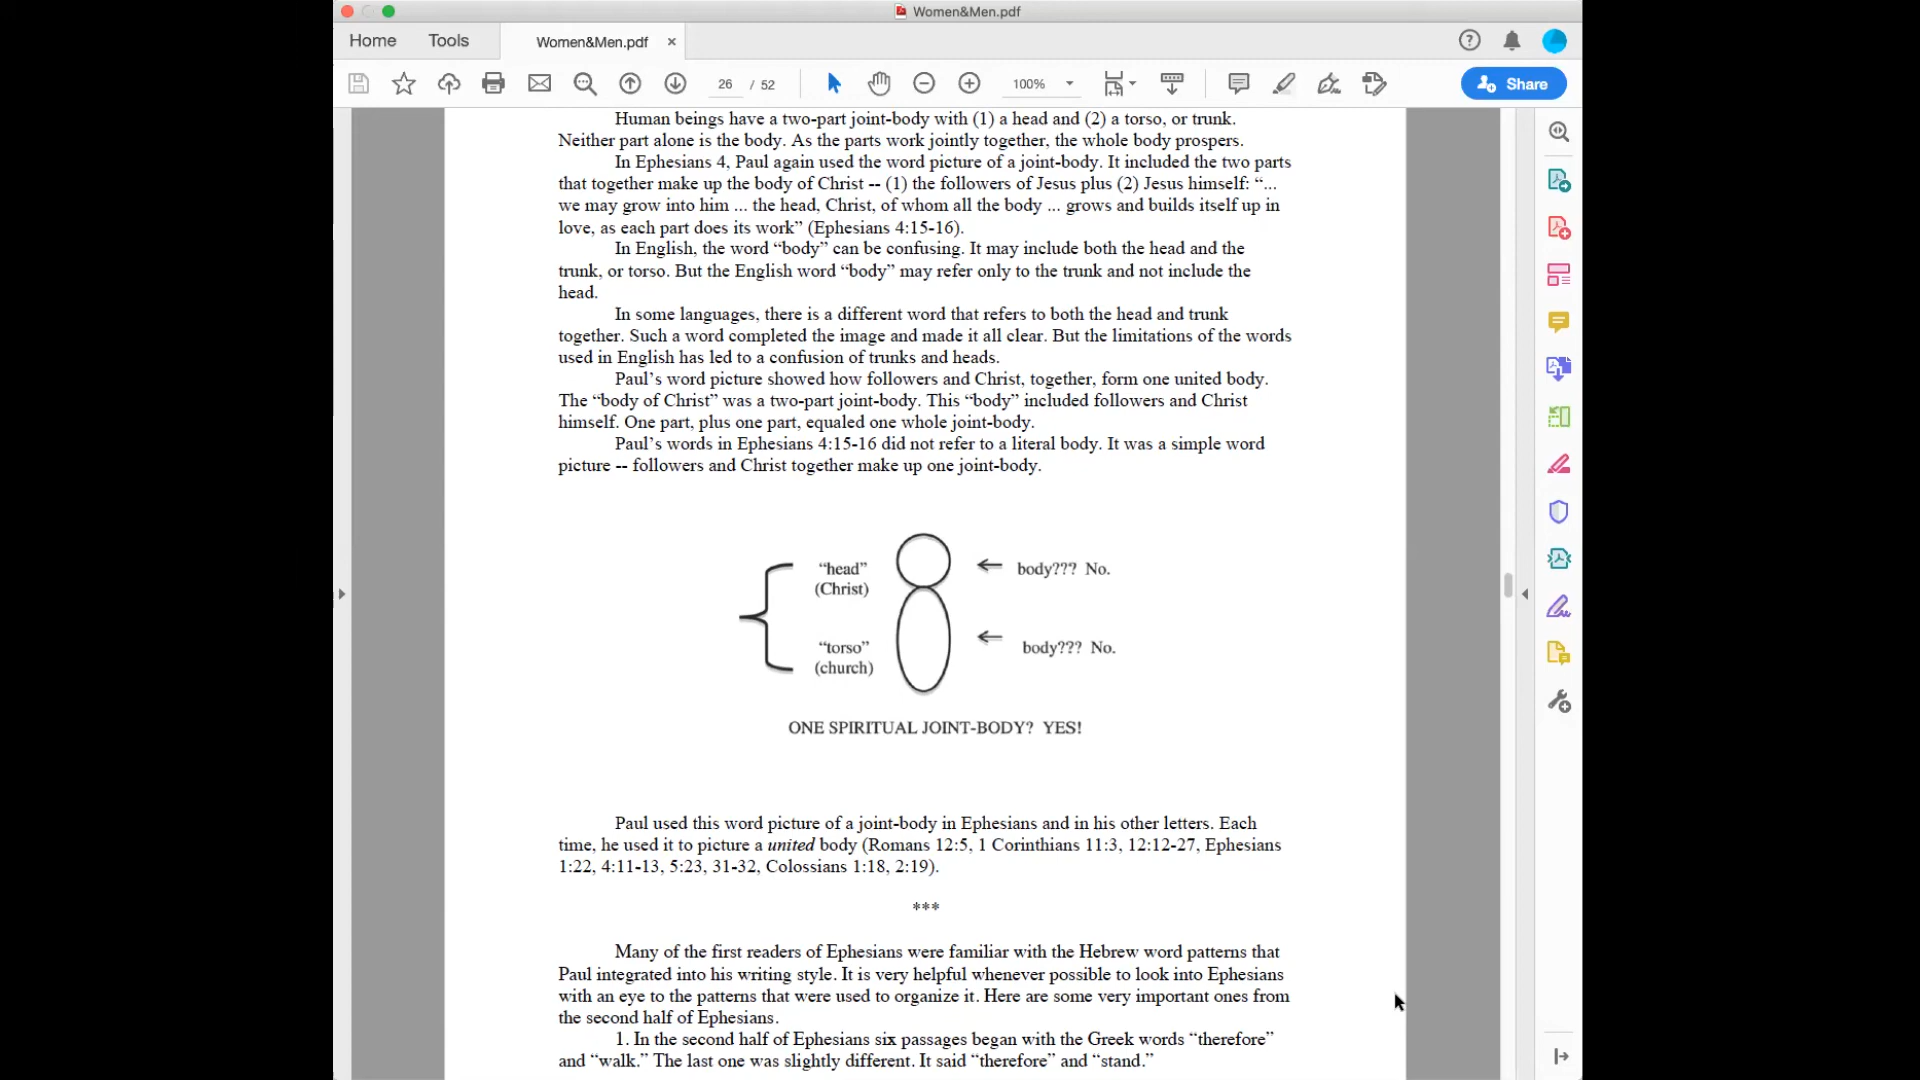 Women&Men.pdf
Home
Tools
Women&Men.pdf
26 / 52
100%
Share
Human beings have a two-part joint-body with (1) a head and (2) a torso, or trunk.
Neither part alone is the body. As the parts work jointly together, the whole body prospers.
In Ephesians 4, Paul again used the word picture of a joint-body. It included the two parts
that together make up the body of Christ -- (1) the followers of Jesus plus (2) Jesus himself: “...
we may grow into him ... the head, Christ, of whom all the body ... grows and builds itself up in
love, as each part does its work” (Ephesians 4:15-16).
In English, the word “body” can be confusing. It may include both the head and the
trunk, or torso. But the English word “body” may refer only to the trunk and not include the
head.
In some languages, there is a different word that refers to both the head and trunk
together. Such a word completed the image and made it all clear. But the limitations of the words
used in English has led to a confusion of trunks and heads.
Paul’s word picture showed how followers and Christ, together, form one united body.
The “body of Christ” was a two-part joint-body. This “body” included followers and Christ
himself. One part, plus one part, equaled one whole joint-body.
Paul’s words in Ephesians 4:15-16 did not refer to a literal body. It was a simple word
picture -- followers and Christ together make up one joint-body.
“head”
(Christ)
body??? No.
“torso”
(church)
body??? No.
ONE SPIRITUAL JOINT-BODY? YES!
Paul used this word picture of a joint-body in Ephesians and in his other letters. Each
time, he used it to picture a united body (Romans 12:5, 1 Corinthians 11:3, 12:12-27, Ephesians
1:22, 4:11-13, 5:23, 31-32, Colossians 1:18, 2:19).
***
Many of the first readers of Ephesians were familiar with the Hebrew word patterns that
Paul integrated into his writing style. It is very helpful whenever possible to look into Ephesians
with an eye to the patterns that were used to organize it. Here are some very important ones from
the second half of Ephesians.
1. In the second half of Ephesians six passages began with the Greek words “therefore”
and “walk.” The last one was slightly different. It said “therefore” and “stand.”